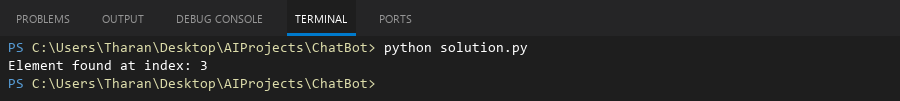 PROBLEMS OUTPUT DEBUG CONSOLE TERMINAL PORTS
PS C:\Users\Tharan\Desktop\AIProjects\ChatBot> python solution.py
Element found at index: 3
PS C:\Users\Tharan\Desktop\AIProjects\ChatBot>